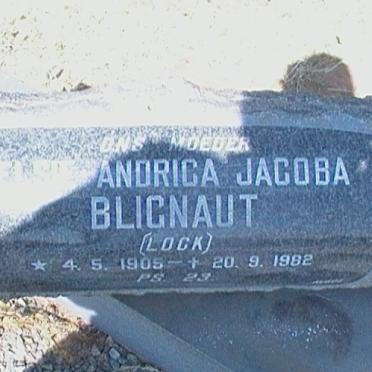 ONS MOEDER
ANDRICA JACOBA
BLIGNAUT
(LOCK)
★ 4. 5. 1905 — + 20. 9. 1982
PS. 23